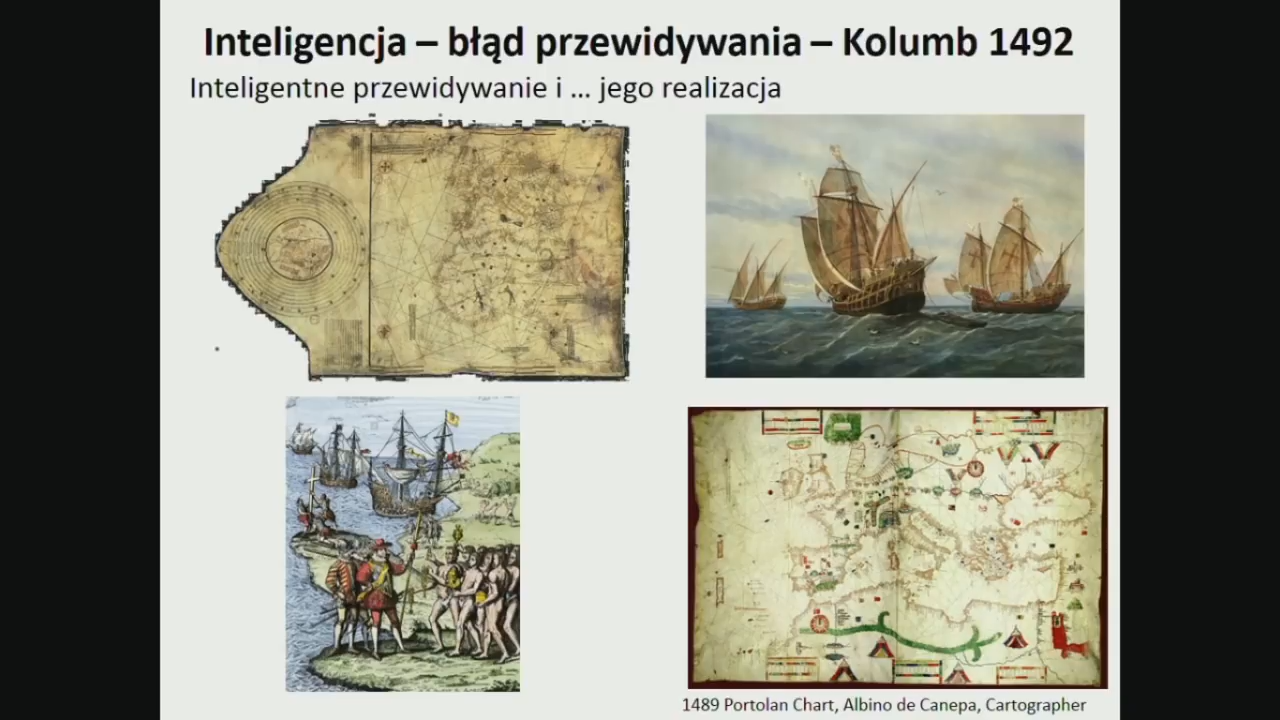 Inteligencja – błąd przewidywania – Kolumb 1492
Inteligentne przewidywanie i ... jego realizacja
1489 Portolan Chart, Albino de Canepa, Cartographer